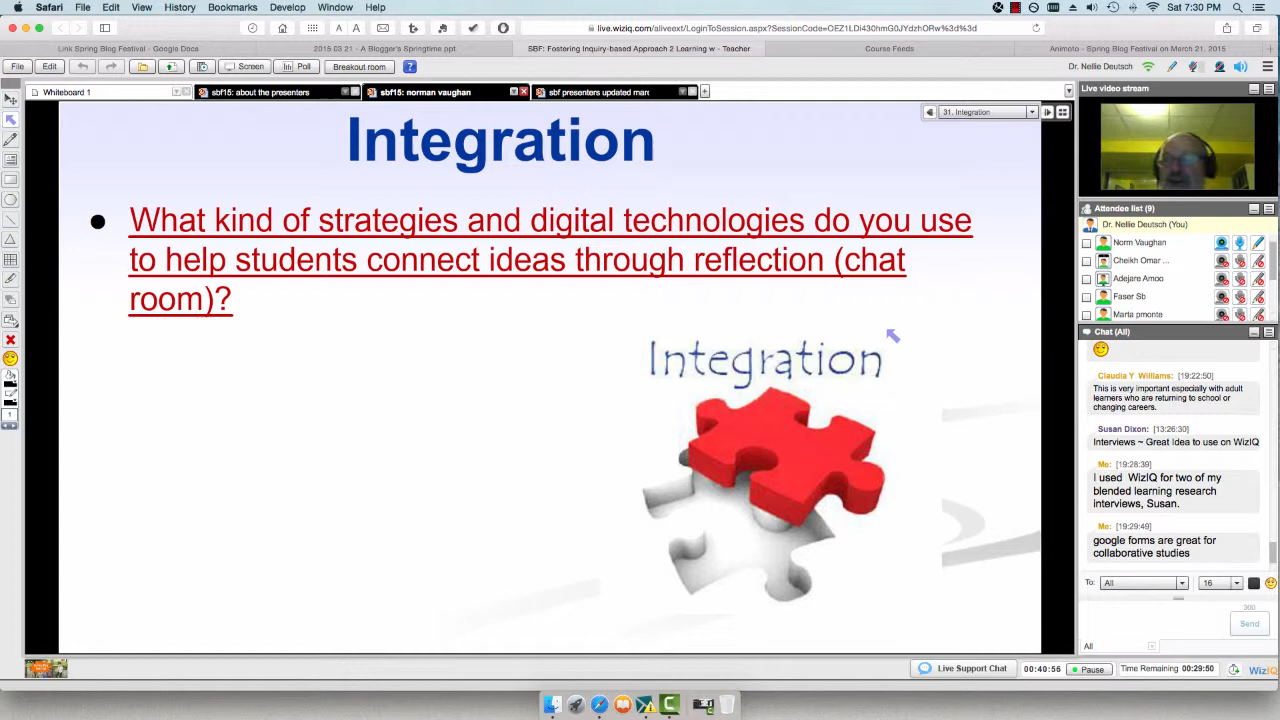 Safari File Edit View History Bookmarks Develop Window Help Sat 7:30 PM
live.wiziq.com/aliveext/LoginToSession.aspx?SessionCode=OEZ1LDi430hmG0JYdzhORw%3d%3d
Link Spring Blog Festival - Google Docs 2015 03 21 - A Blogger's Springtime ppt. SBF: Fostering Inquiry-based Approach 2 Learning w - Teacher Course Feeds Animoto - Spring Blog Festival on March 21, 2015
File Edit Screen Poll Breakout room ? Dr. Nellie Deutsch
Whiteboard 1 sbf15: about the presenters sbf15: norman vaughan sbf presenters updated marc
31. Integration
Integration
What kind of strategies and digital technologies do you use
to help students connect ideas through reflection (chat
room)?
Integration
Live video stream
Attendee list (9)
Dr. Nellie Deutsch (You)
Norm Vaughan
Cheikh Omar ...
Adejare Amoo
Faser Sb
Marta pmonte
Chat (All)
Claudia Y Williams: [19:22:50]
This is very important especially with adult
learners who are returning to school or
changing careers.
Susan Dixon: [13:26:30]
Interviews ~ Great Idea to use on WizIQ
Me: [19:28:39]
I used WizIQ for two of my
blended learning research
interviews, Susan.
Me: [19:29:49]
google forms are great for
collaborative studies
To: All 16
300
Send
All
1
Live Support Chat 00:40:56 Pause Time Remaining 00:29:50 WizIQ